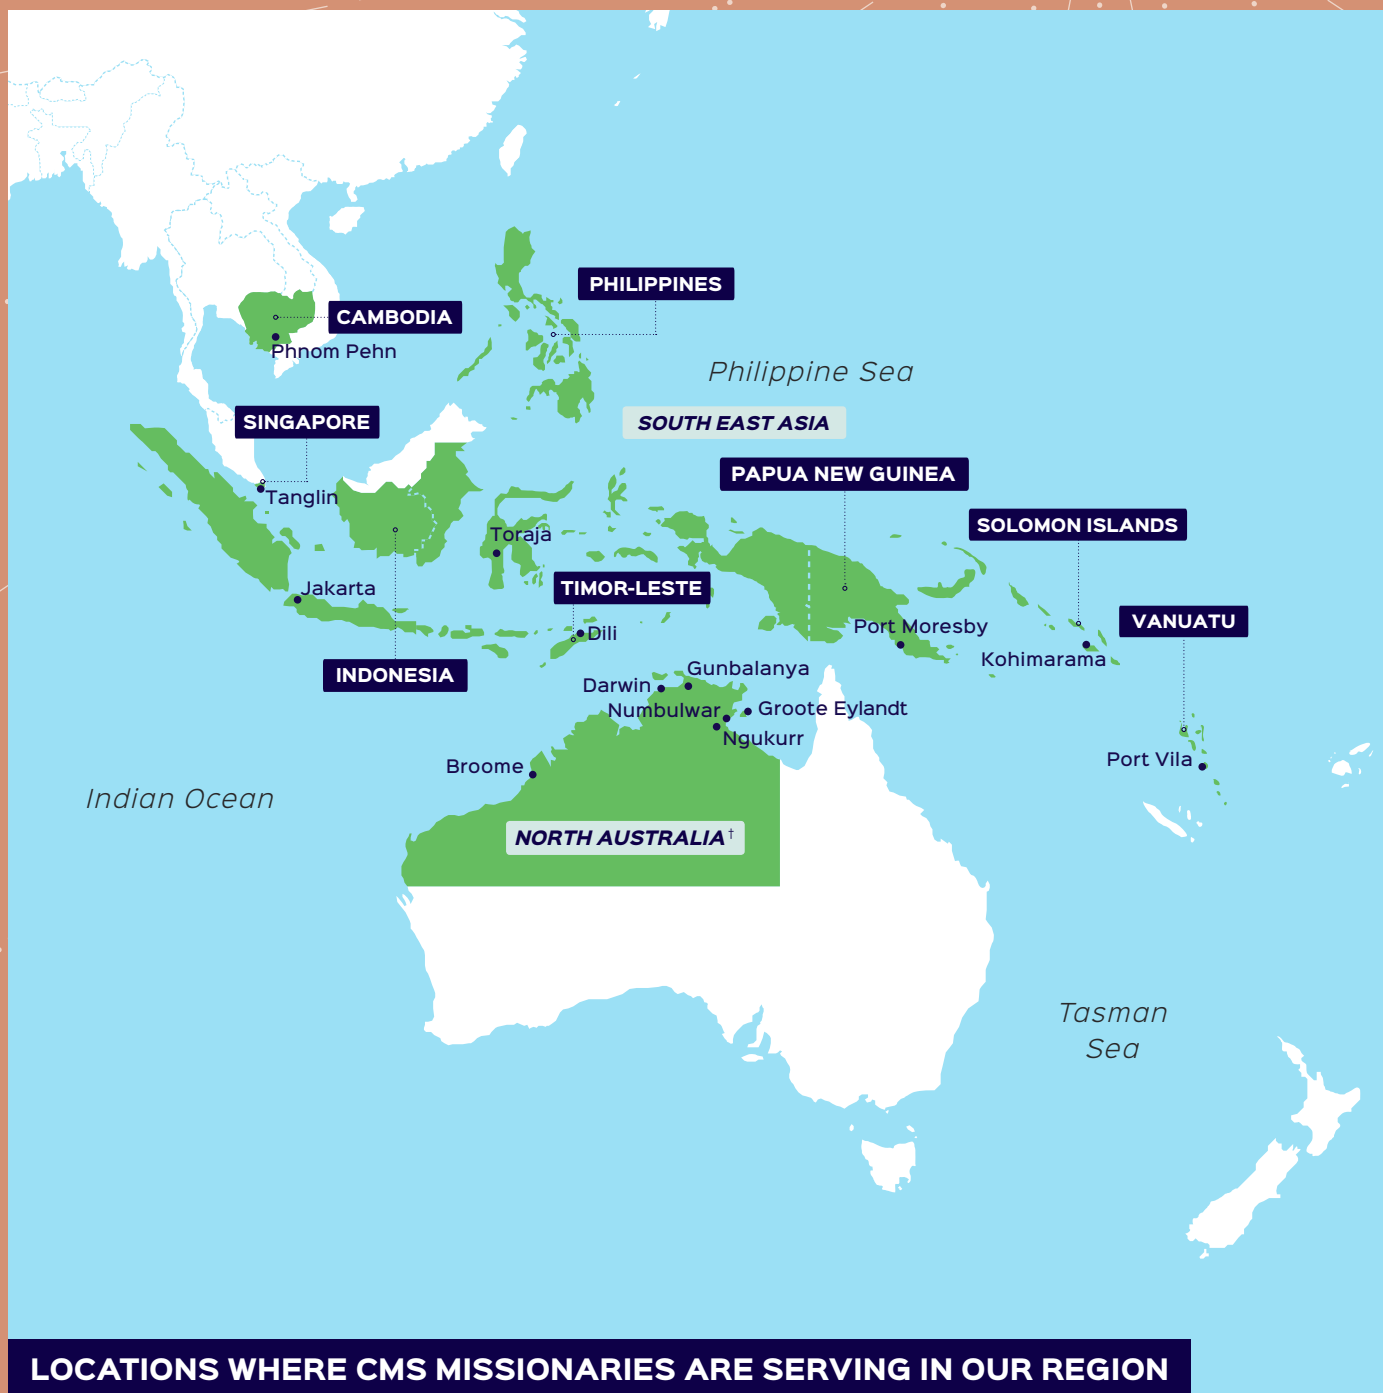 PHILIPPINES
CAMBODIA
Phnom Pehn
Philippine Sea
SINGAPORE
SOUTH EAST ASIA
PAPUA NEW GUINEA
Tanglin
SOLOMON ISLANDS
Toraja
Jakarta
TIMOR-LESTE
VANUATU
Dili
Port Moresby
Kohimarama
INDONESIA
Gunbalanya
Darwin
Numbulwar
Groote Eylandt
Ngukurr
Port Vila
Broome
Indian Ocean
NORTH AUSTRALIA†
Tasman
Sea
LOCATIONS WHERE CMS MISSIONARIES ARE SERVING IN OUR REGION